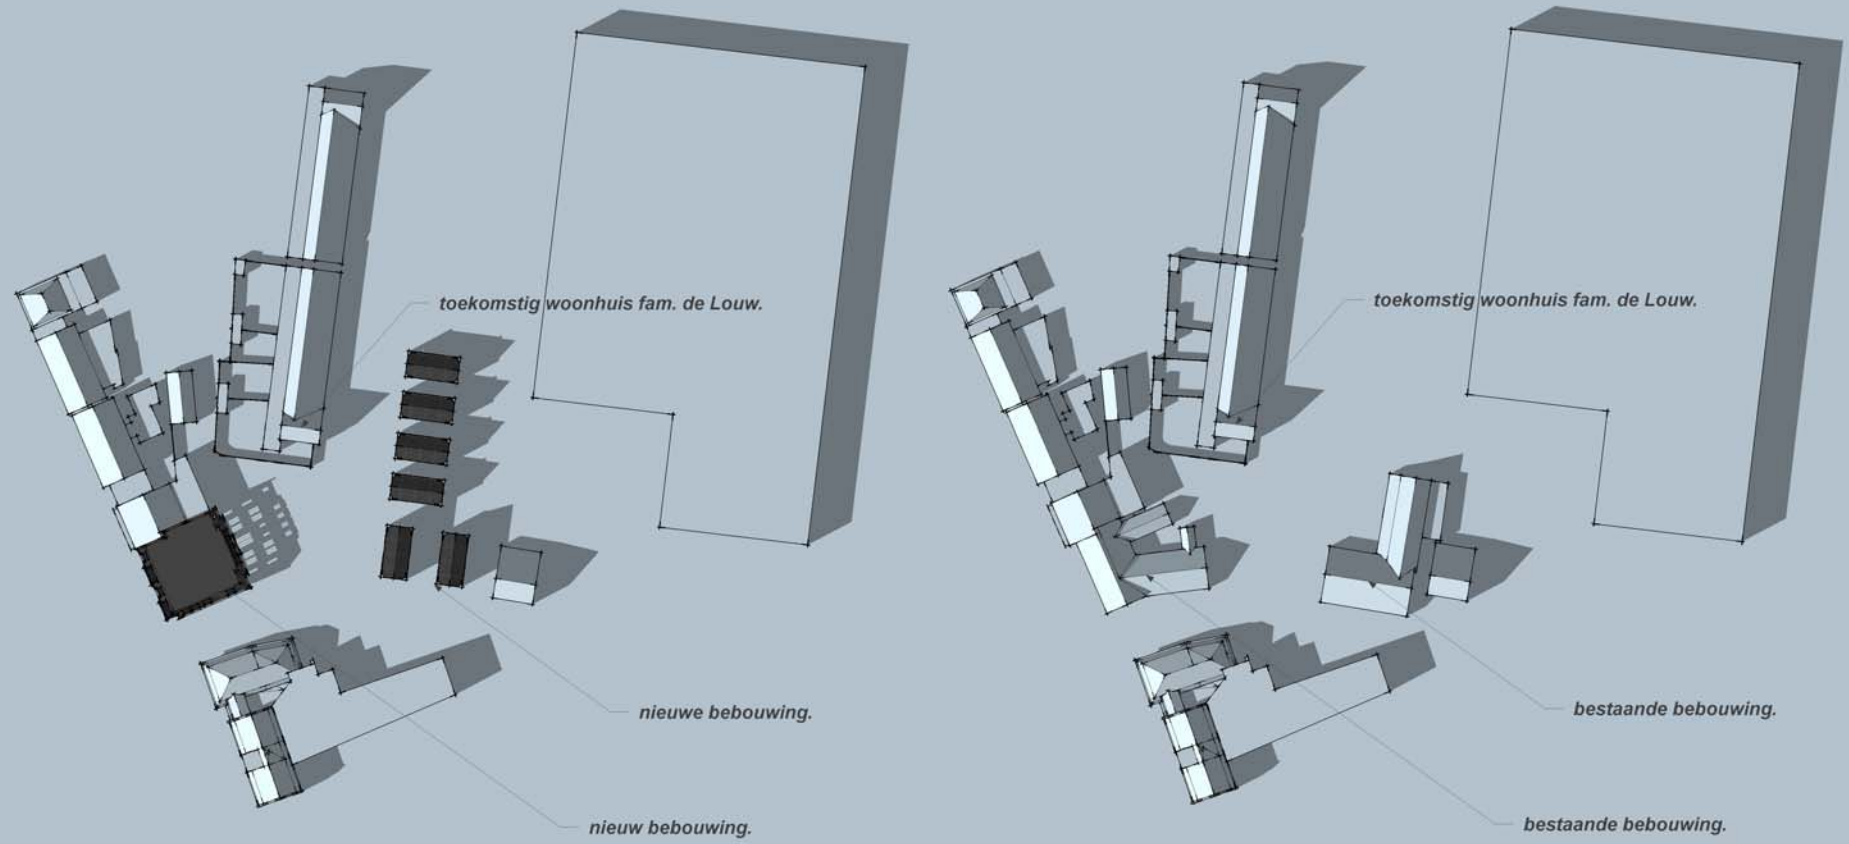 toekomstig woonhuis fam. de Louw.
nieuwe bebouwing.
nieuw bebouwing.
toekomstig woonhuis fam. de Louw.
bestaande bebouwing.
bestaande bebouwing.